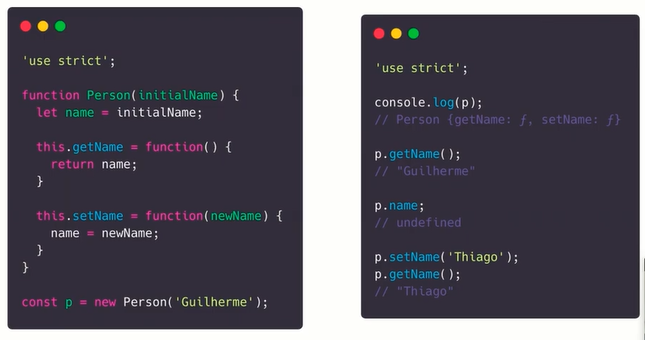 'use strict';
function Person(initialName) {
let name = initialName;
this.getName = function() {
return name;
}
this.setName = function(newName) {
name = newName;
}
}
const p = new Person('Guilherme');
'use strict';
console.log(p);
// Person {getName: ƒ, setName: ƒ}
p.getName();
// "Guilherme"
p.name;
// undefined
p.setName('Thiago');
p.getName();
// "Thiago"